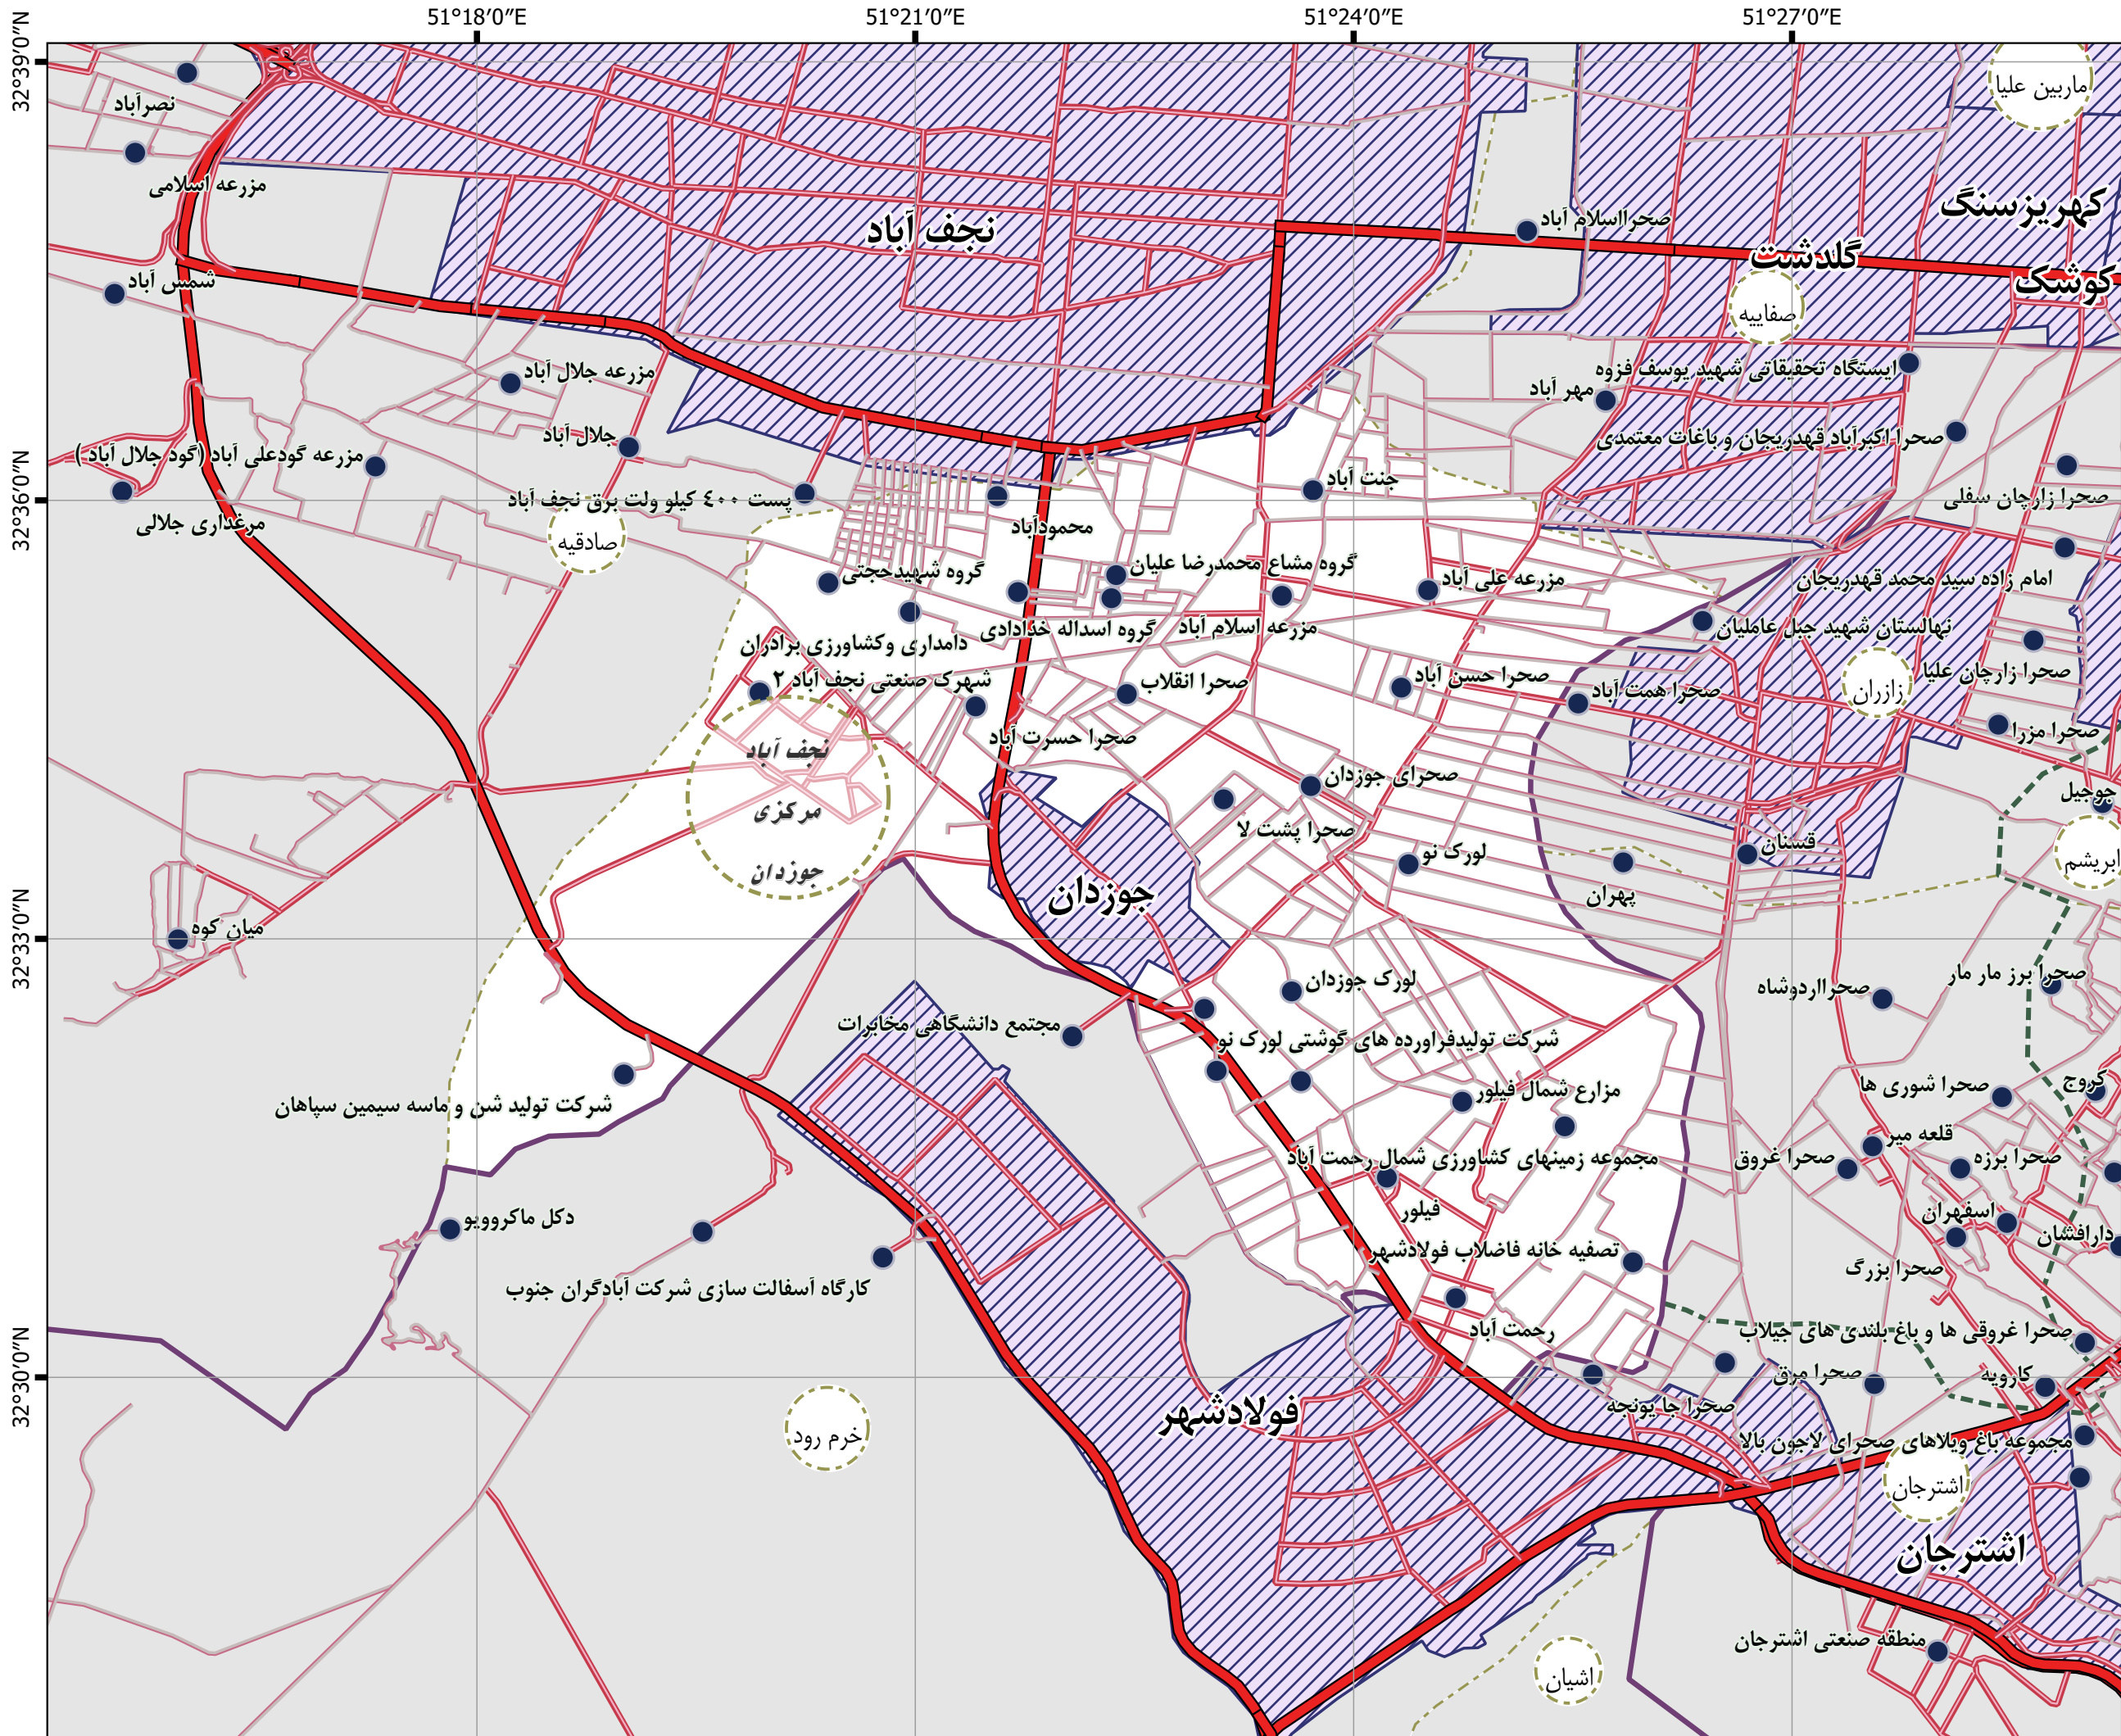 51°18′0″E
51°21′0″E
51°24′0″E
51°27′0″E
32°39′0″N
32°36′0″N
32°33′0″N
32°30′0″N
ماربین علیا
نصرآباد
مزرعه اسلامی
کهریزسنگ
نجف آباد
صحرااسلام آباد
گلدشت
کوشک
شمس آباد
صفاییه
مزرعه جلال آباد
ایستگاه تحقیقاتی شهید یوسف فزوه
مهر آباد
جلال آباد
صحرا اکبرآباد قهدریجان و باغات معتمدی
مزرعه گودعلی آباد (گود جلال آباد )
جنت آباد
پست ٤٠٠ کیلو ولت برق نجف آباد
صحرا زارچان سفلی
مرغداری جلالی
محمودآباد
صادقیه
گروه مشاع محمدرضا علیان
گروه شهیدحجتی
مزرعه علی آباد
امام زاده سید محمد قهدریجان
گروه اسداله خدادادی
مزرعه اسلام آباد
نهالستان شهید جبل عاملیان
دامداری وکشاورزی برادران
شهرک صنعتی نجف آباد ٢
صحرا انقلاب
صحرا حسن آباد
صحرا همت آباد
زازران
صحرا زارچان علیا
صحرا مزرا
نجف آباد
مرکزی
جوزدان
صحرا حسرت آباد
صحرای جوزدان
جوجیل
صحرا پشت لا
لورک نو
قسنان
ابریشم
پهران
جوزدان
میان کوه
لورک جوزدان
صحرا برز مار مار
صحرااردوشاه
مجتمع دانشگاهی مخابرات
شرکت تولیدفراورده های گوشتی لورک نو
شرکت تولید شن و ماسه سیمین سپاهان
مزارع شمال فیلور
صحرا شوری ها
کروج
قلعه میر
مجموعه زمینهای کشاورزی شمال رحمت آباد
صحرا غروق
صحرا برزه
دکل ماکروویو
فیلور
اسفهران
دارافشان
تصفیه خانه فاضلاب فولادشهر
صحرا بزرگ
کارگاه آسفالت سازی شرکت آبادگران جنوب
رحمت آباد
صحرا غروقی ها و باغ بلندی های جیلاب
صحرا مرق
کارویه
صحرا جا یونجه
فولادشهر
خرم رود
مجموعه باغ ویلاهای صحرای لاجون بالا
اشترجان
اشترجان
منطقه صنعتی اشترجان
اشیان